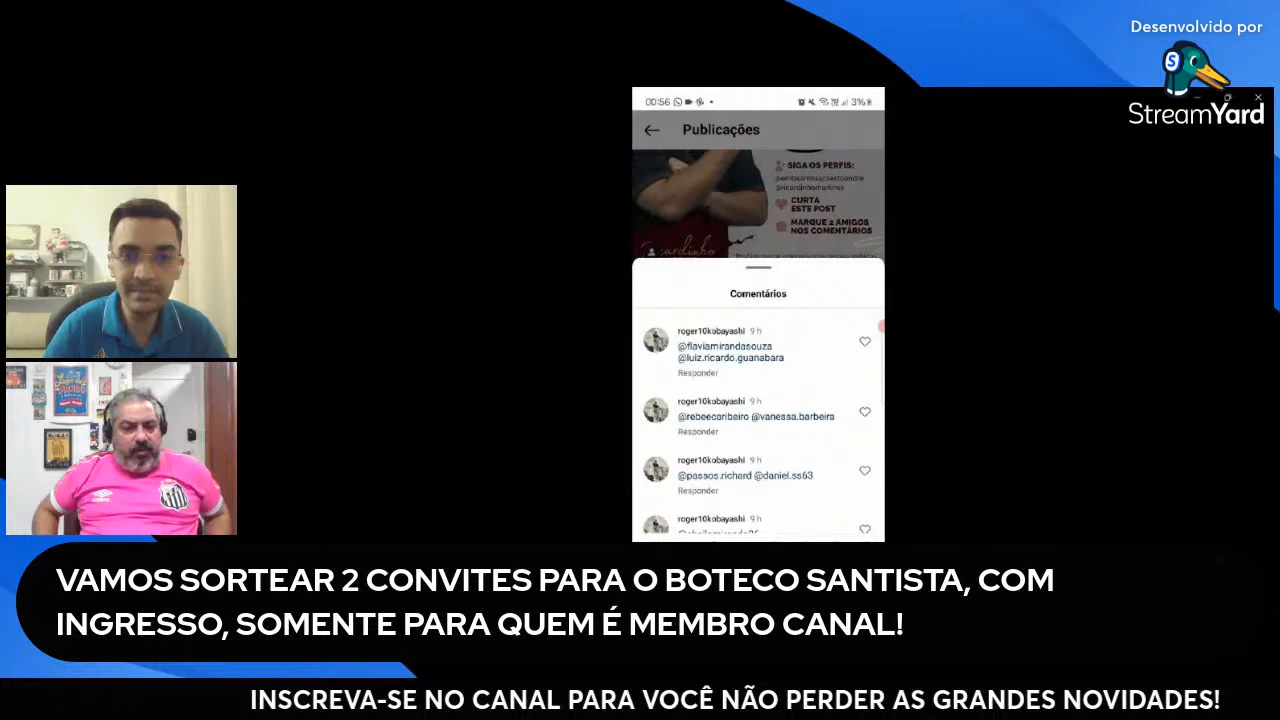 Desenvolvido por
StreamYard
00:56
3%
Publicações
SIGA OS PERFIS:
@ricardinhomartinss
CURTA
ESTE POST
MARQUE 2 AMIGOS
NOS COMENTÁRIOS
Comentários
roger10kobayashi 9 h
@flaviamirandasouza
@luiz.ricardo.guanabara
Responder
roger10kobayashi 9 h
@rebeecaribeiro @vanessa.barbeira
Responder
roger10kobayashi 9 h
@passos.richard @daniel.ss63
Responder
roger10kobayashi 9 h
VAMOS SORTEAR 2 CONVITES PARA O BOTECO SANTISTA, COM
INGRESSO, SOMENTE PARA QUEM É MEMBRO CANAL!
INSCREVA-SE NO CANAL PARA VOCÊ NÃO PERDER AS GRANDES NOVIDADES!